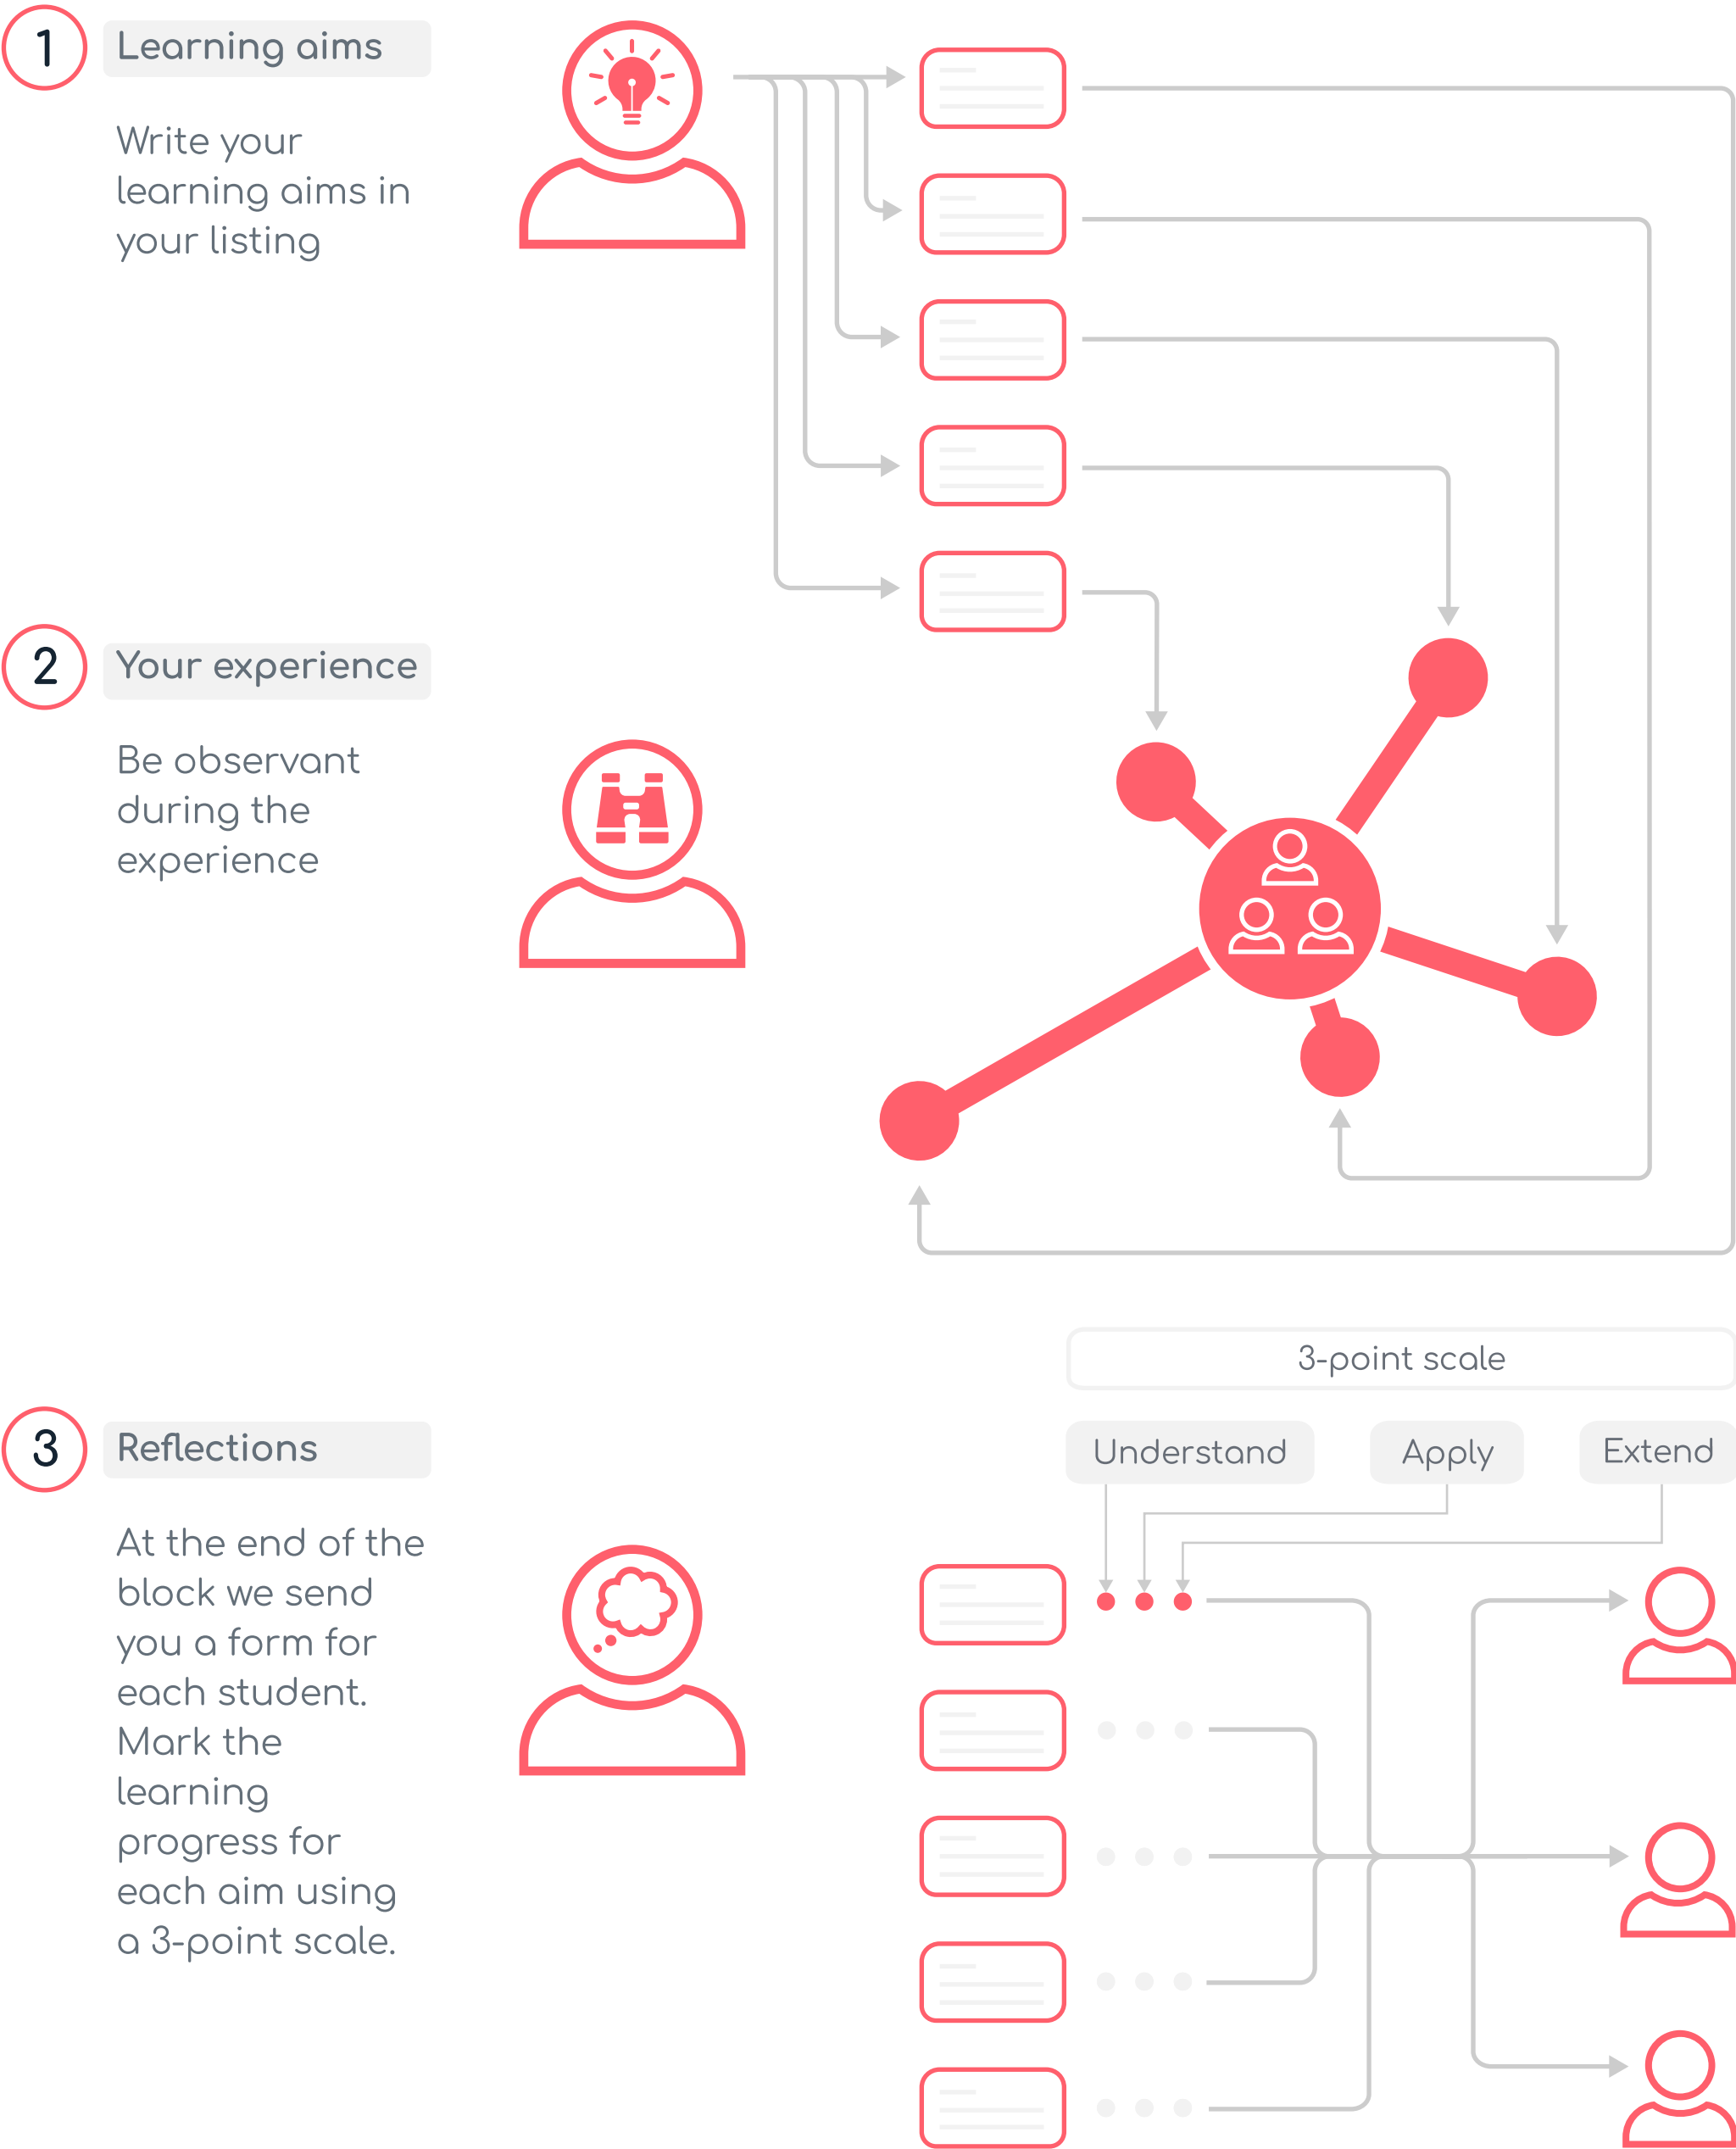 1
Learning aims
Write your
learning aims in
your listing
2
Your experience
Be observant
during the
experience
3-point scale
3
Reflections
Understand
Apply
Extend
At the end of the
block we send
you a form for
each student.
Mark the
learning
progress for
each aim using
a 3-point scale.